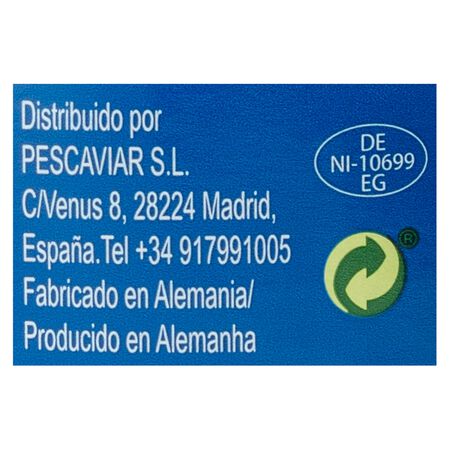 Distribuido por
PESCAVIAR S.L.
C/Venus 8, 28224 Madrid,
España.Tel +34 917991005
Fabricado en Alemania/
Producido en Alemanha
DE
NI-10699
EG
®